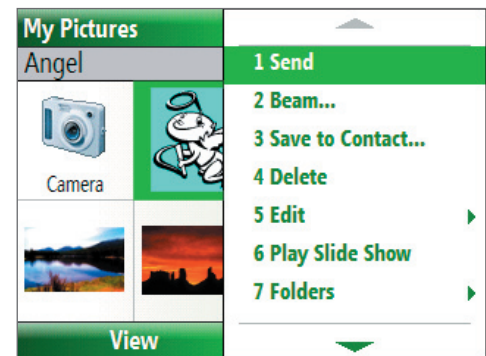 My Pictures
Angel
Camera
View
1 Send
2 Beam...
3 Save to Contact...
4 Delete
5 Edit
6 Play Slide Show
7 Folders